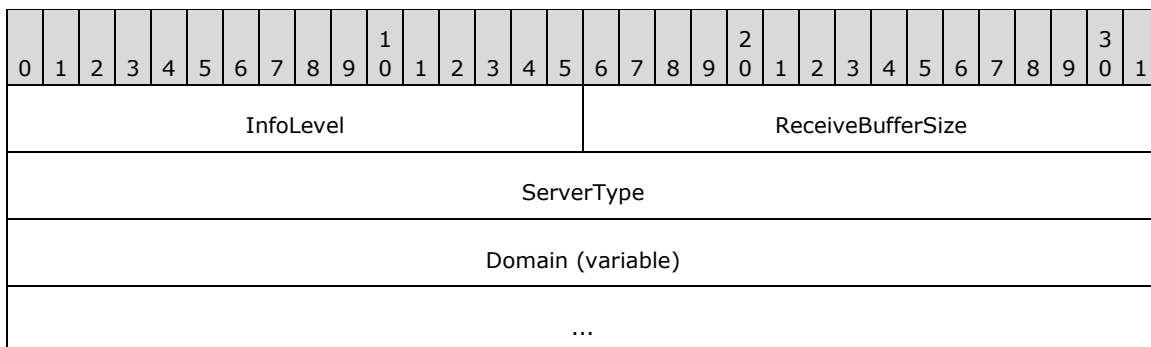 1 2 3
0 1 2 3 4 5 6 7 8 9 0 1 2 3 4 5 6 7 8 9 0 1 2 3 4 5 6 7 8 9 0 1
InfoLevel ReceiveBufferSize
ServerType
Domain (variable)
...